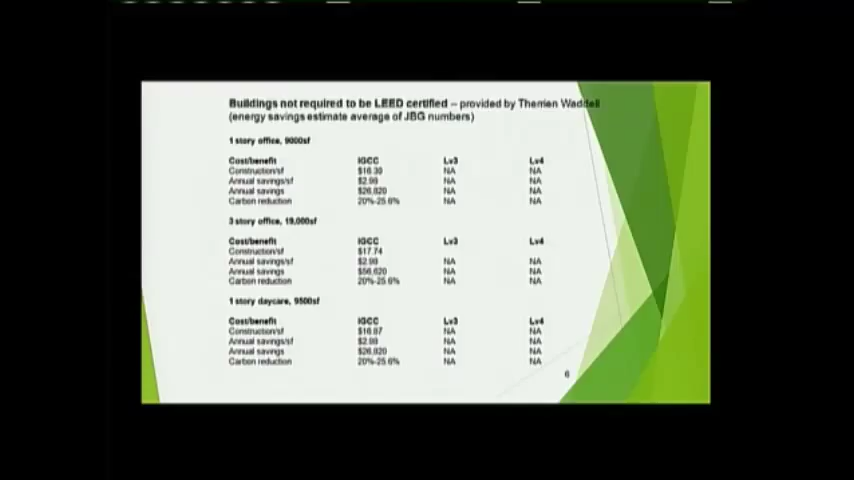 Buildings not required to be LEED certified – provided by Therrien Waddell
(energy savings estimate average of JBG numbers)
1 story office, 9000sf
Cost/benefit IGCC Lv3 Lv4
Construction/sf $16.30 NA NA
Annual savings/sf $2.98 NA NA
Annual savings $26,820 NA NA
Carbon reduction 20%-25.6% NA NA
3 story office, 19,000sf
Cost/benefit IGCC Lv3 Lv4
Construction/sf $17.74
Annual savings/sf $2.98 NA NA
Annual savings $56,620 NA NA
Carbon reduction 20%-25.6% NA NA
1 story daycare, 9500sf
Cost/benefit IGCC Lv3 Lv4
Construction/sf $16.87 NA NA
Annual savings/sf $2.98 NA NA
Annual savings $26,820 NA NA
Carbon reduction 20%-25.6% NA NA
6